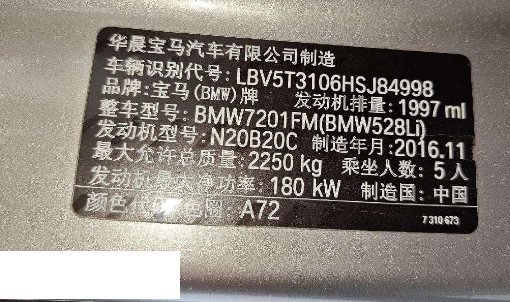 华晨宝马汽车有限公司制造
车辆识别代号: LBV5T3106HSJ84998
品牌: 宝马(BMW)牌 发动机排量: 1997 ml
整车型号: BMW7201FM(BMW528Li)
发动机型号: N20B20C 制造年月: 2016.11
最大允许总质量: 2250 kg 乘坐人数: 5 人
发动机最大净功率: 180 kW 制造国: 中国
颜色代 色圈: A72
7 310 673